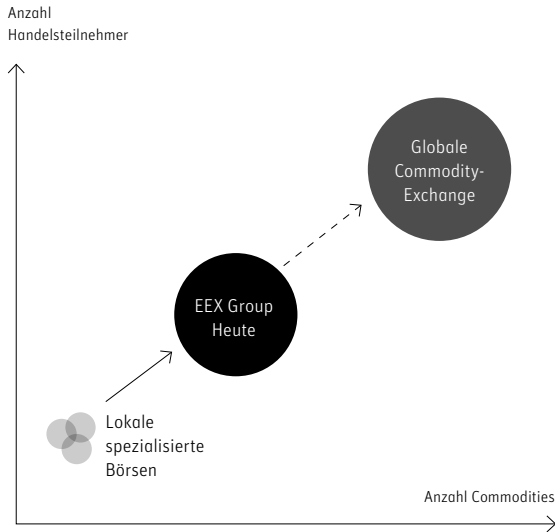 Anzahl
Handelsteilnehmer
Globale
Commodity-
Exchange
EEX Group
Heute
Lokale
spezialisierte
Börsen
Anzahl Commodities